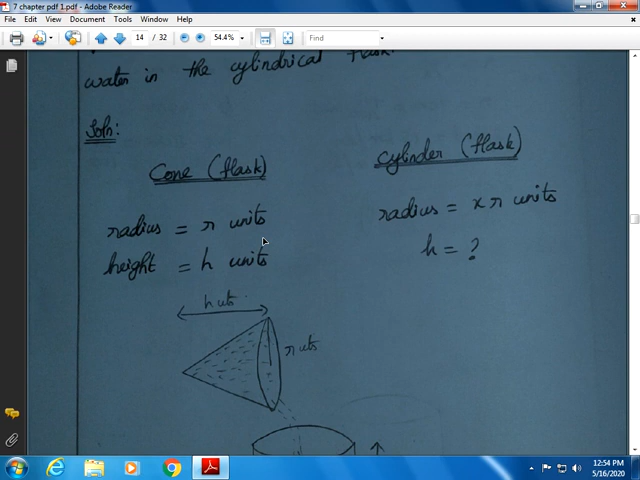 7 chapter pdf 1.pdf - Adobe Reader
File Edit View Document Tools Window Help
14 / 32 54.4% Find
water in the cylindrical flask.
Soln:
Cone (flask) Cylinder (flask)
radius = r units radius = x r units
height = h units h = ?
h uts.
r uts
12:54 PM
5/16/2020